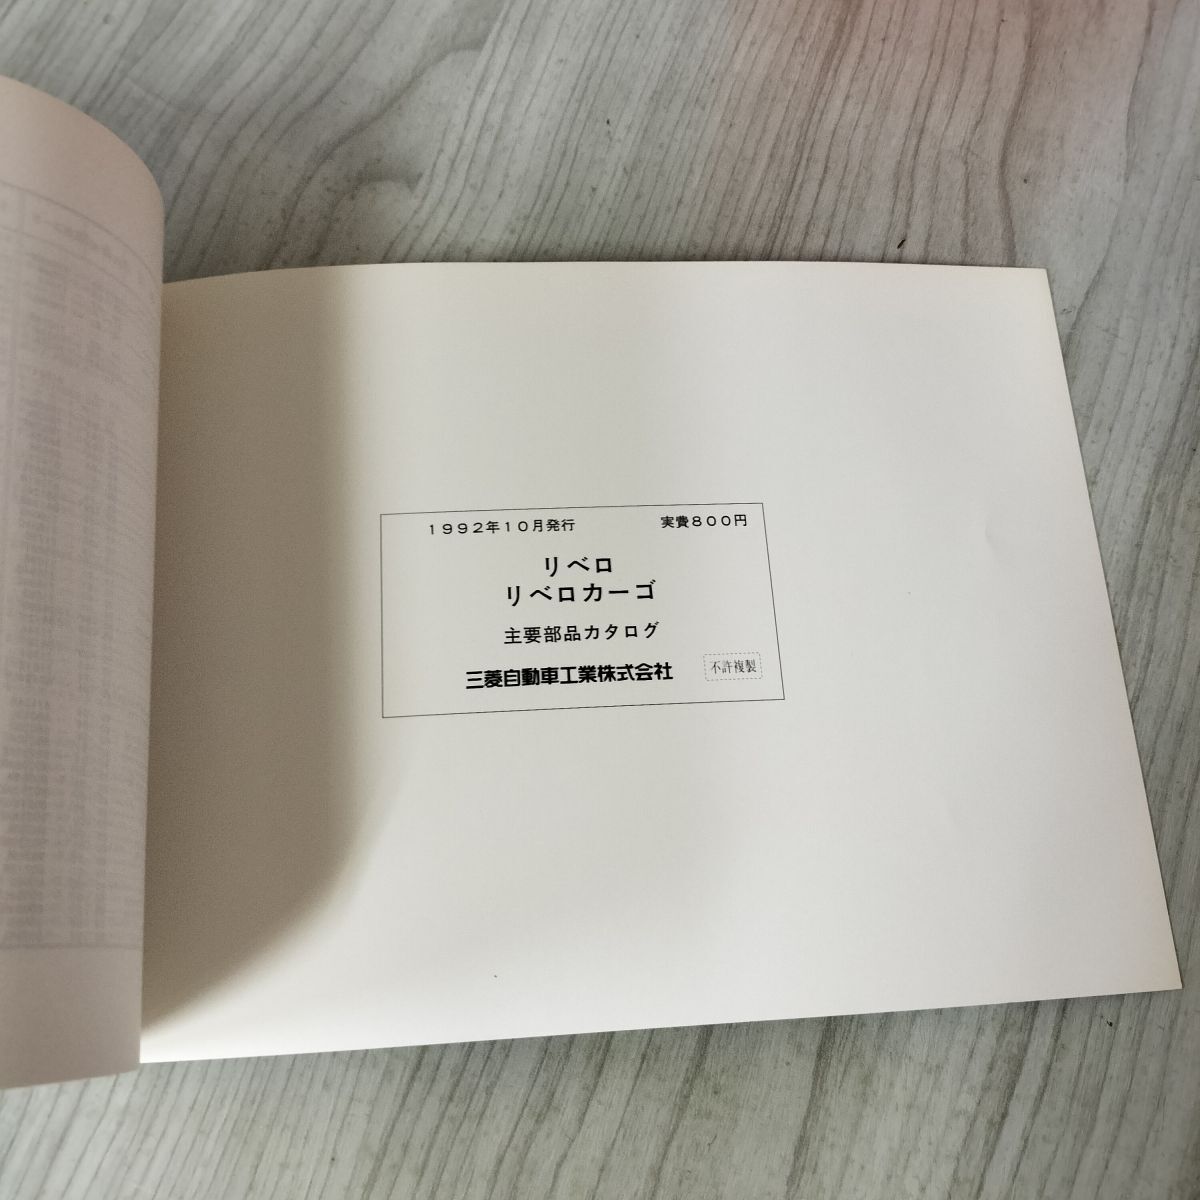 1992年10月発行 実費800円
リベロ
リベロカーゴ
主要部品カタログ
三菱自動車工業株式会社 不許複製